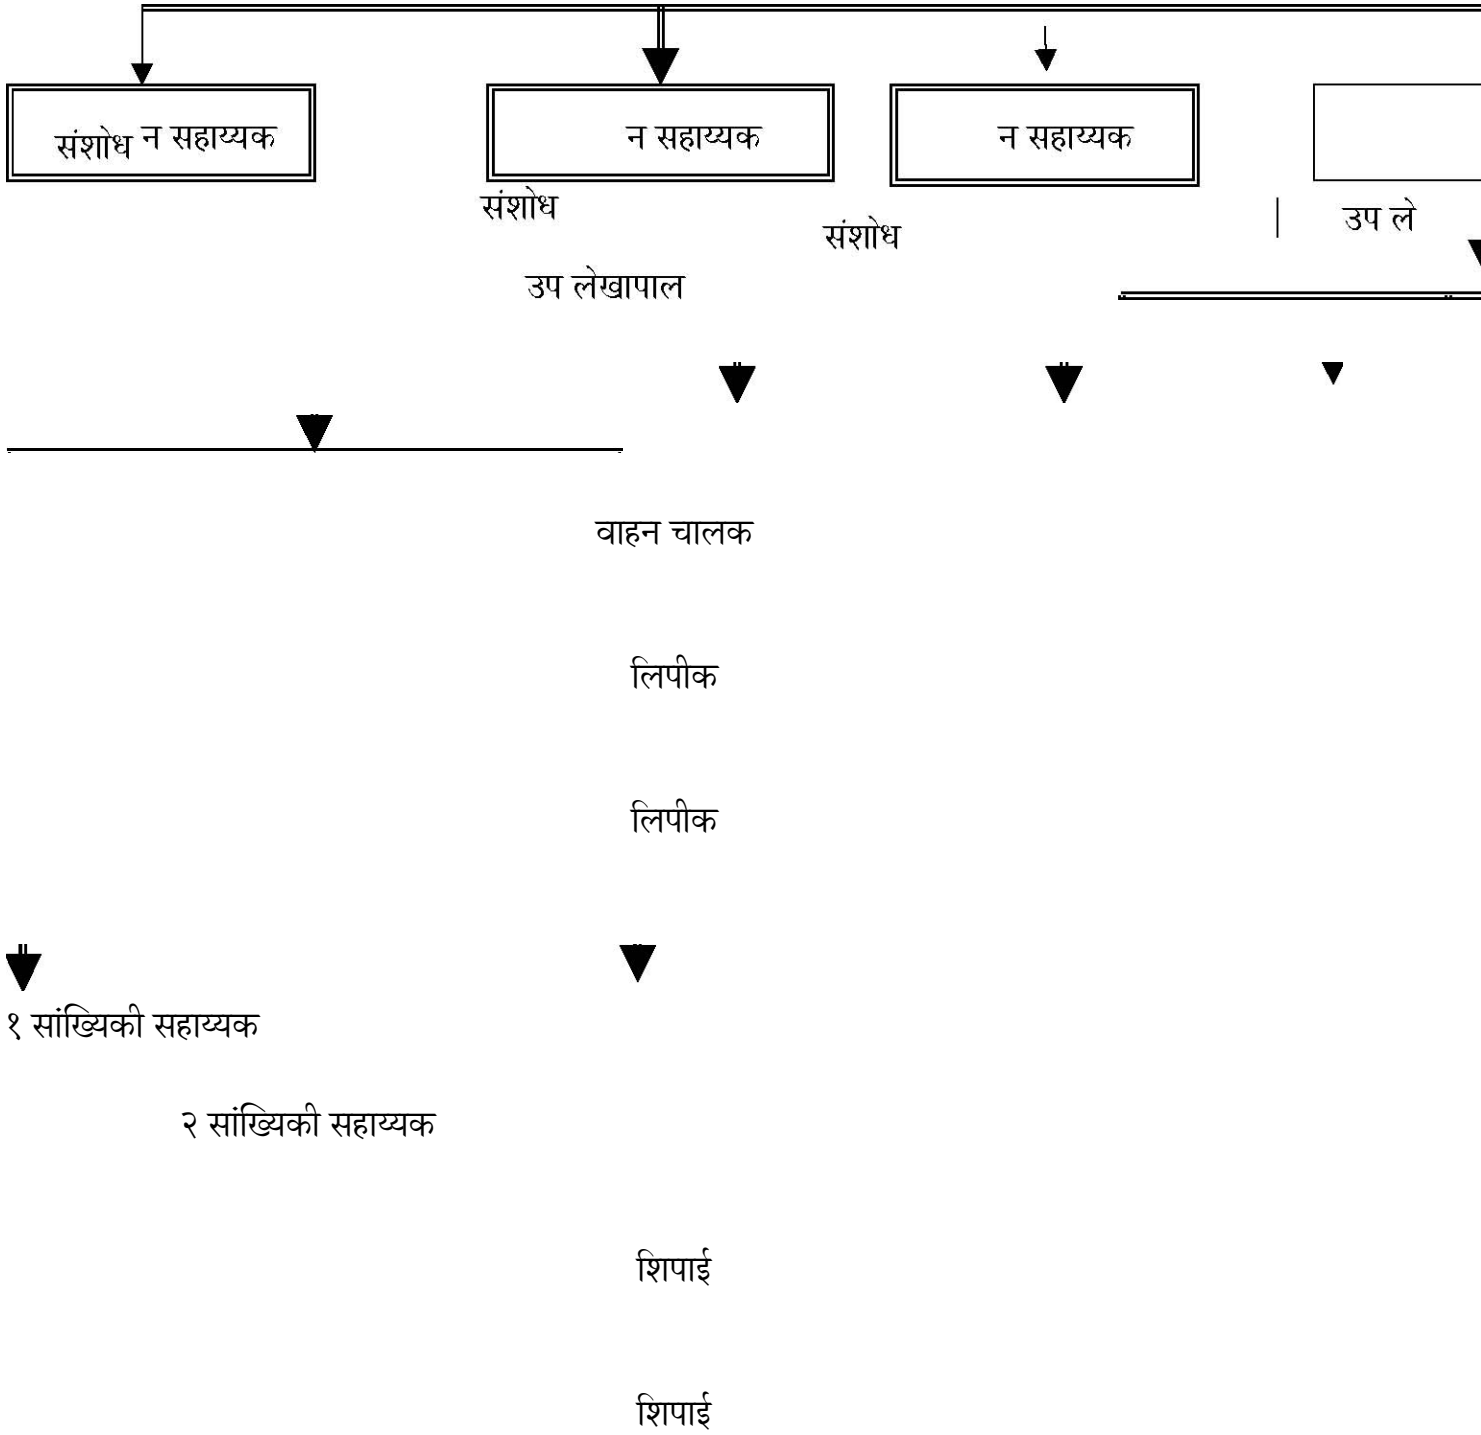 संशोध न सहाय्यक
न सहाय्यक
न सहाय्यक
संशोध
संशोध
उप ले
उप लेखापाल
वाहन चालक
लिपीक
लिपीक
१ सांख्यिकी सहाय्यक
२ सांख्यिकी सहाय्यक
शिपाई
शिपाई